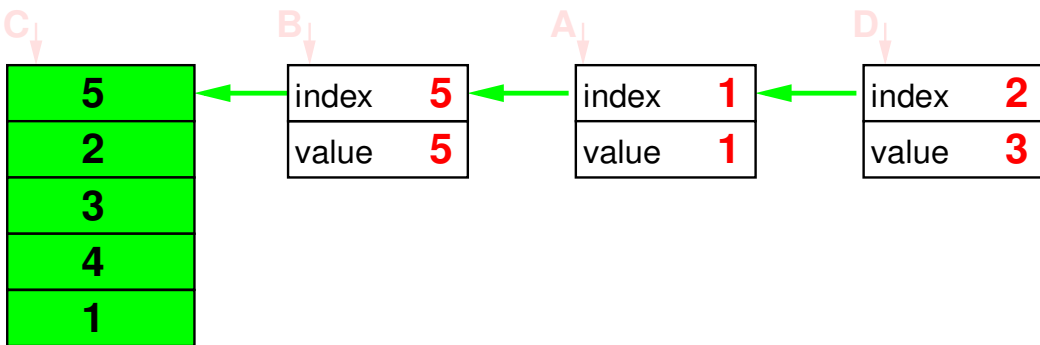 C B A D
5 index 5 index 1 index 2
2 value 5 value 1 value 3
3
4
1